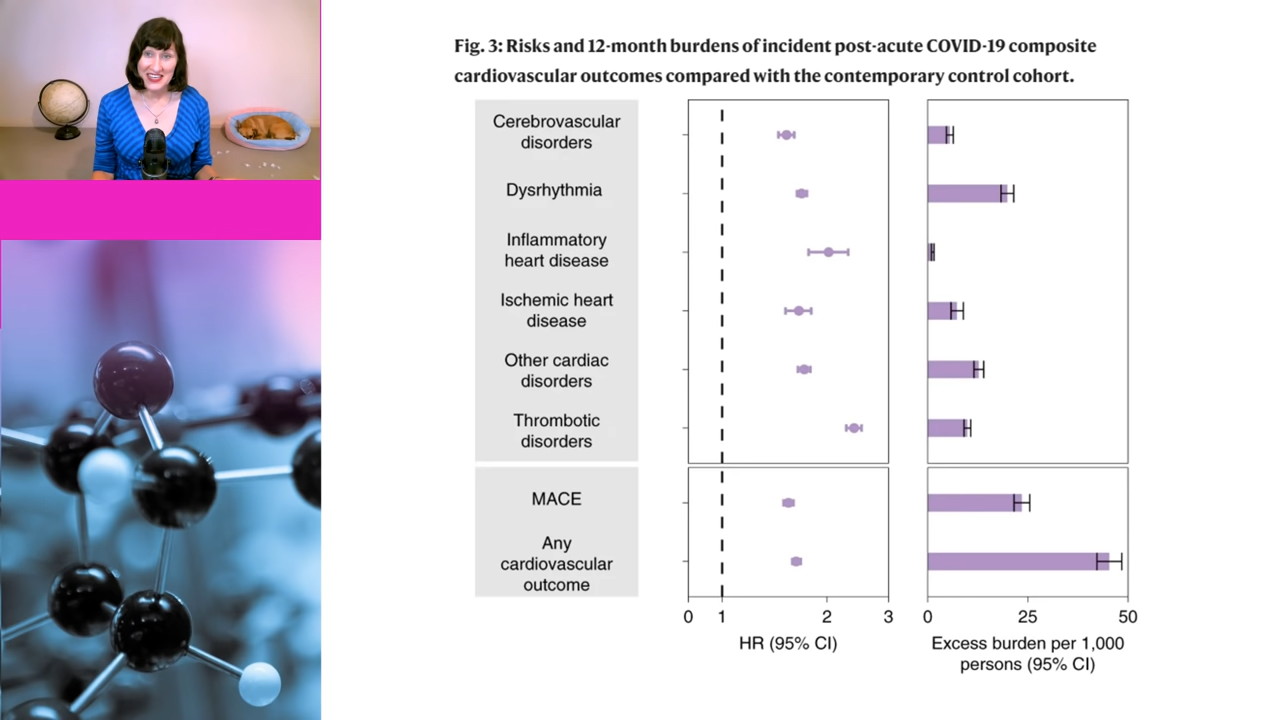 Fig. 3: Risks and 12-month burdens of incident post-acute COVID-19 composite
cardiovascular outcomes compared with the contemporary control cohort.
Cerebrovascular
disorders
Dysrhythmia
Inflammatory
heart disease
Ischemic heart
disease
Other cardiac
disorders
Thrombotic
disorders
MACE
Any
cardiovascular
outcome
0 1 2 3
HR (95% CI)
0 25 50
Excess burden per 1,000
persons (95% CI)